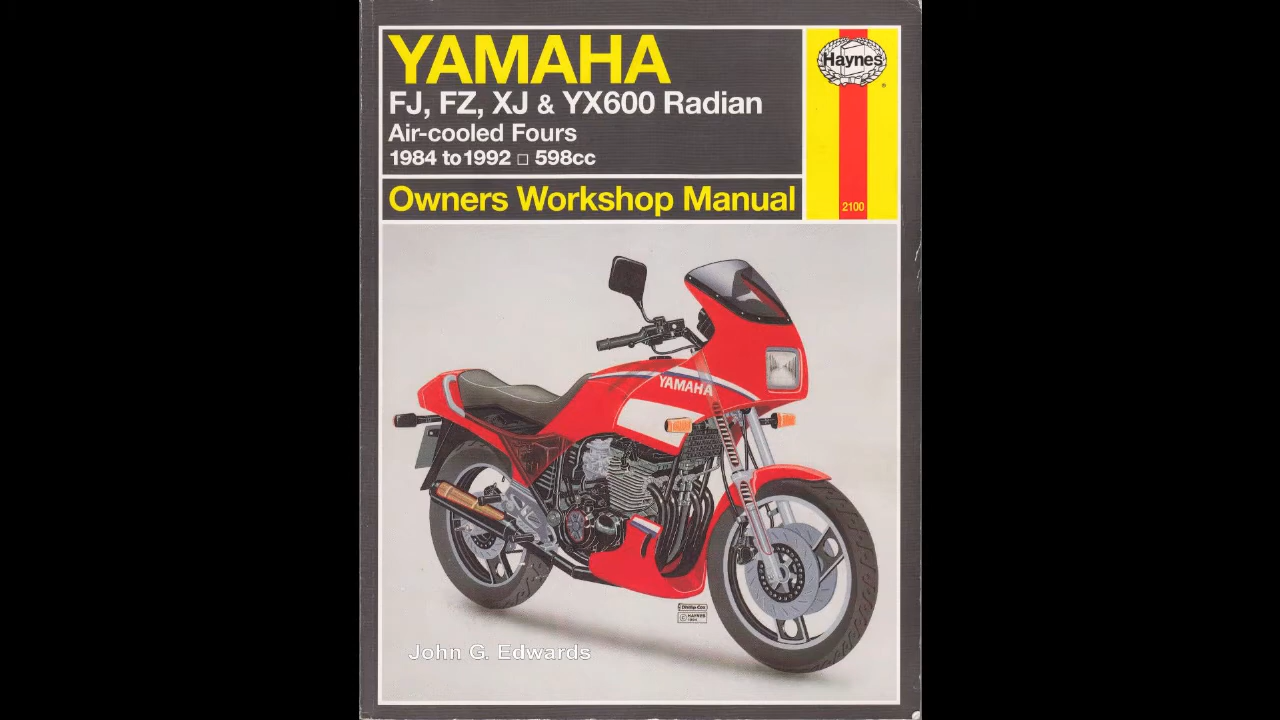 YAMAHA
FJ, FZ, XJ & YX600 Radian
Air-cooled Fours
1984 to 1992 □ 598cc
Owners Workshop Manual
Haynes
®
2100
YAMAHA
© HAYNES
John G. Edwards